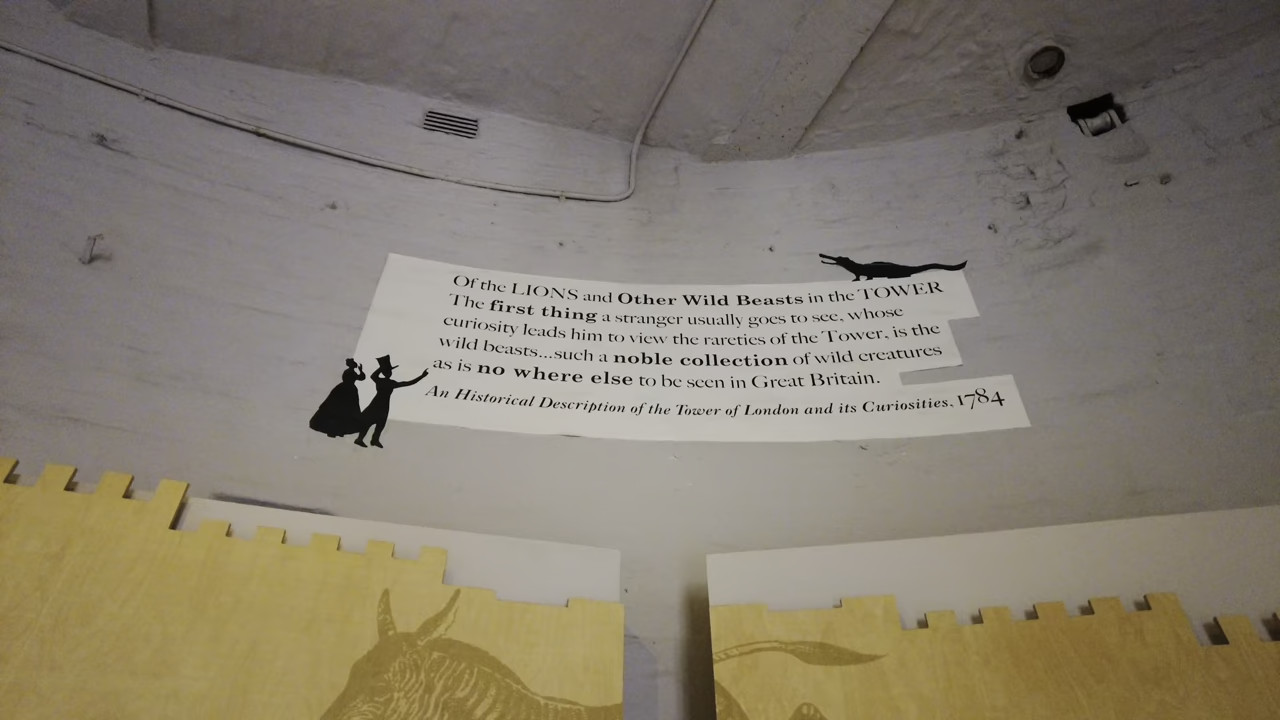 Of the LIONS and Other Wild Beasts in the TOWER
The first thing a stranger usually goes to see, whose
curiosity leads him to view the rareties of the Tower, is the
wild beasts...such a noble collection of wild creatures
as is no where else to be seen in Great Britain.
An Historical Description of the Tower of London and its Curiosities, 1784